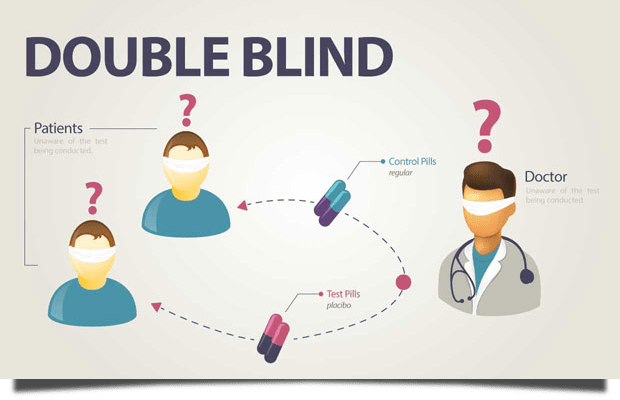 DOUBLE BLIND
?
Patients
Unaware of the test
being conducted.
?
Control Pills
regular
?
Doctor
Unaware of the test
being conducted.
Test Pills
placibo